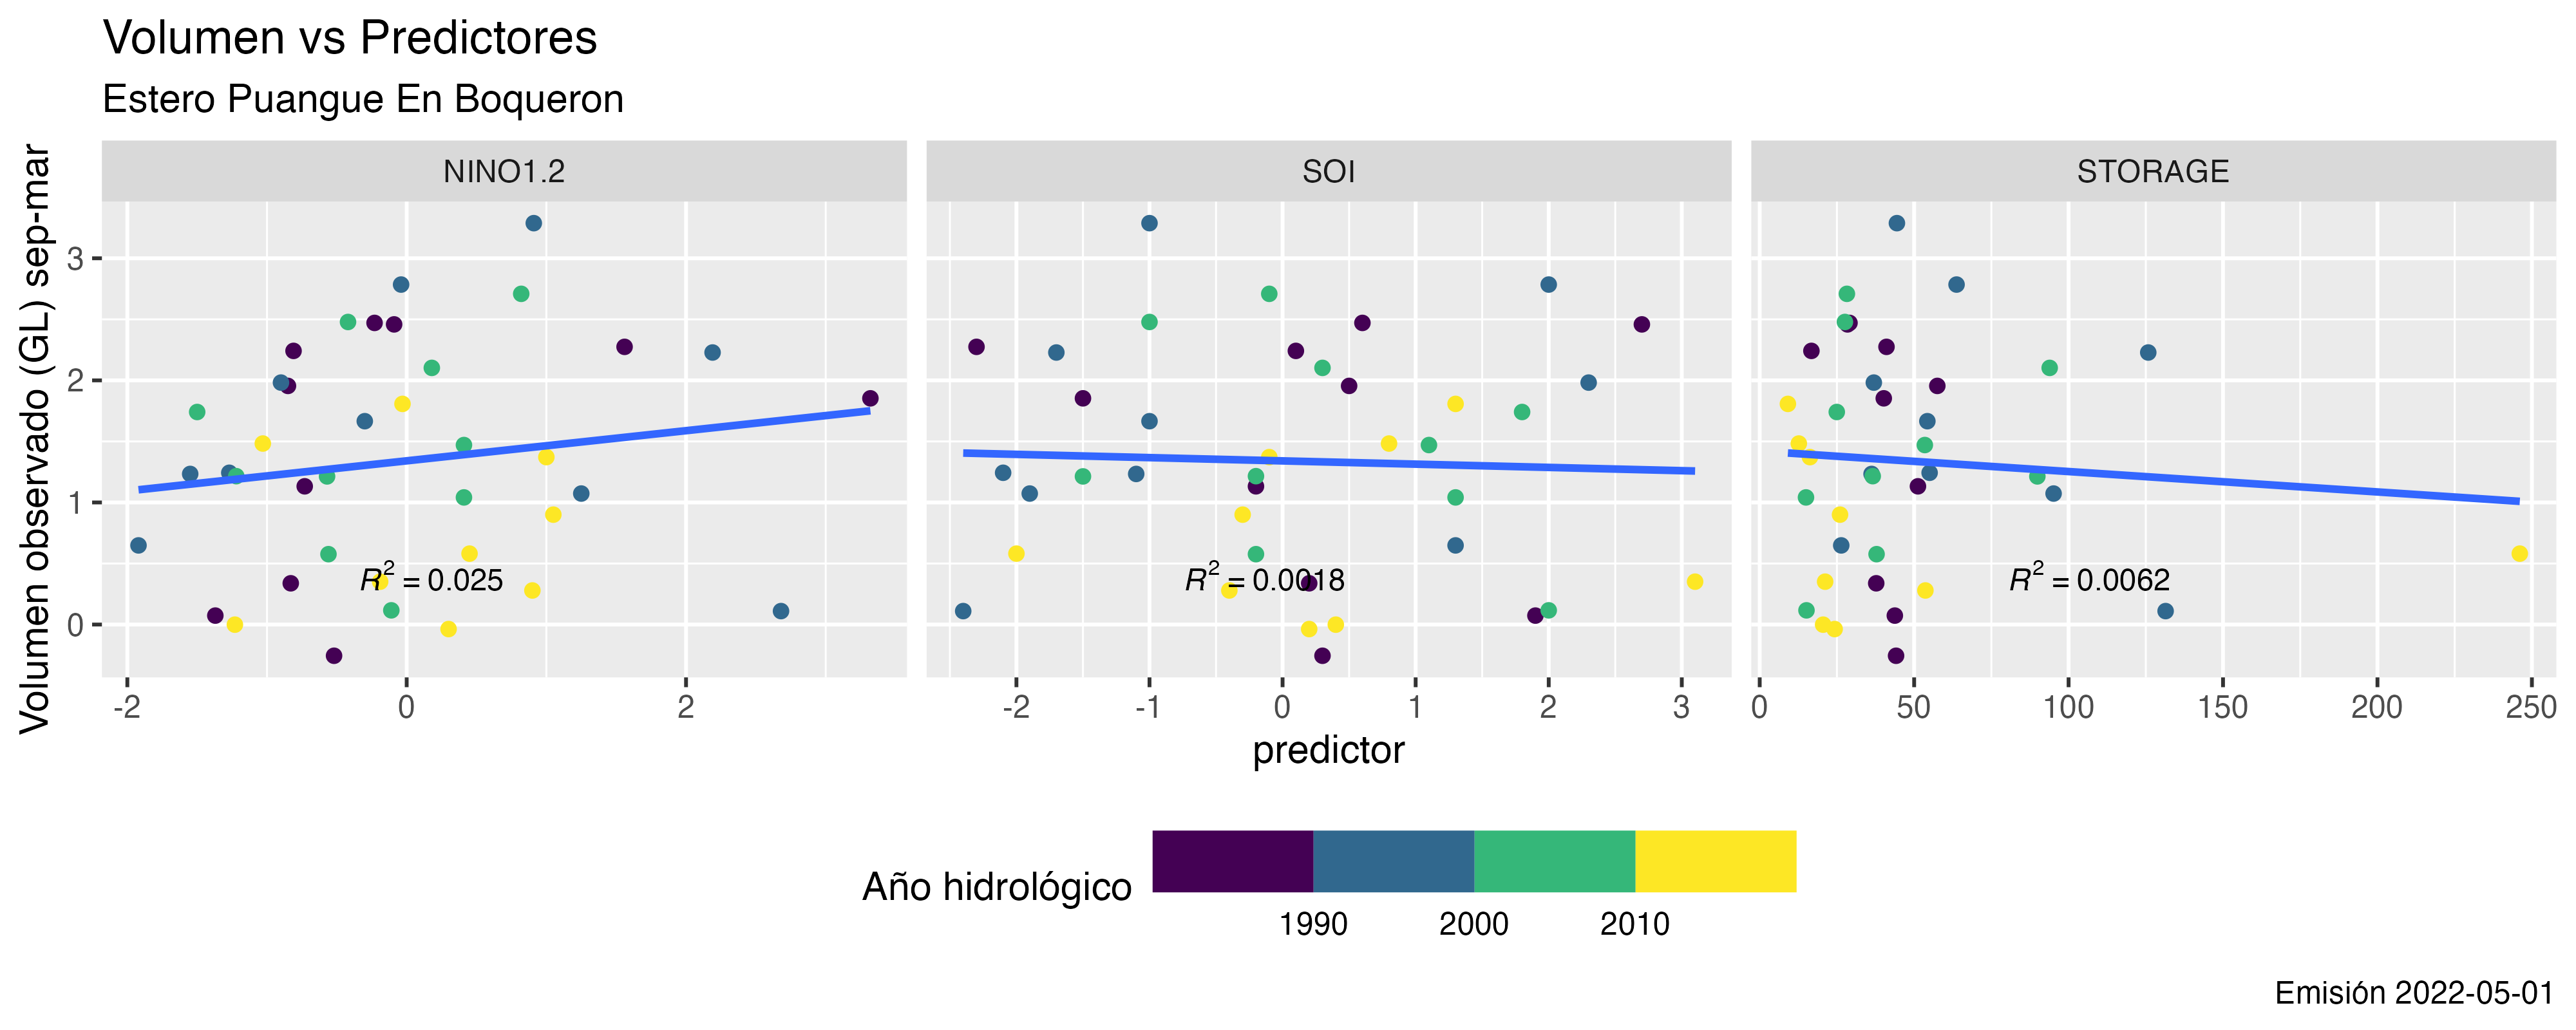 Volumen vs Predictores
Estero Puangue En Boqueron
NINO1.2
SOI
STORAGE
Volumen observado (GL) sep-mar
3
2
1
0
R² = 0.025
R² = 0.0018
R² = 0.0062
-2 0 2
-2 -1 0 1 2 3
0 50 100 150 200 250
predictor
Año hidrológico
1990 2000 2010
Emisión 2022-05-01